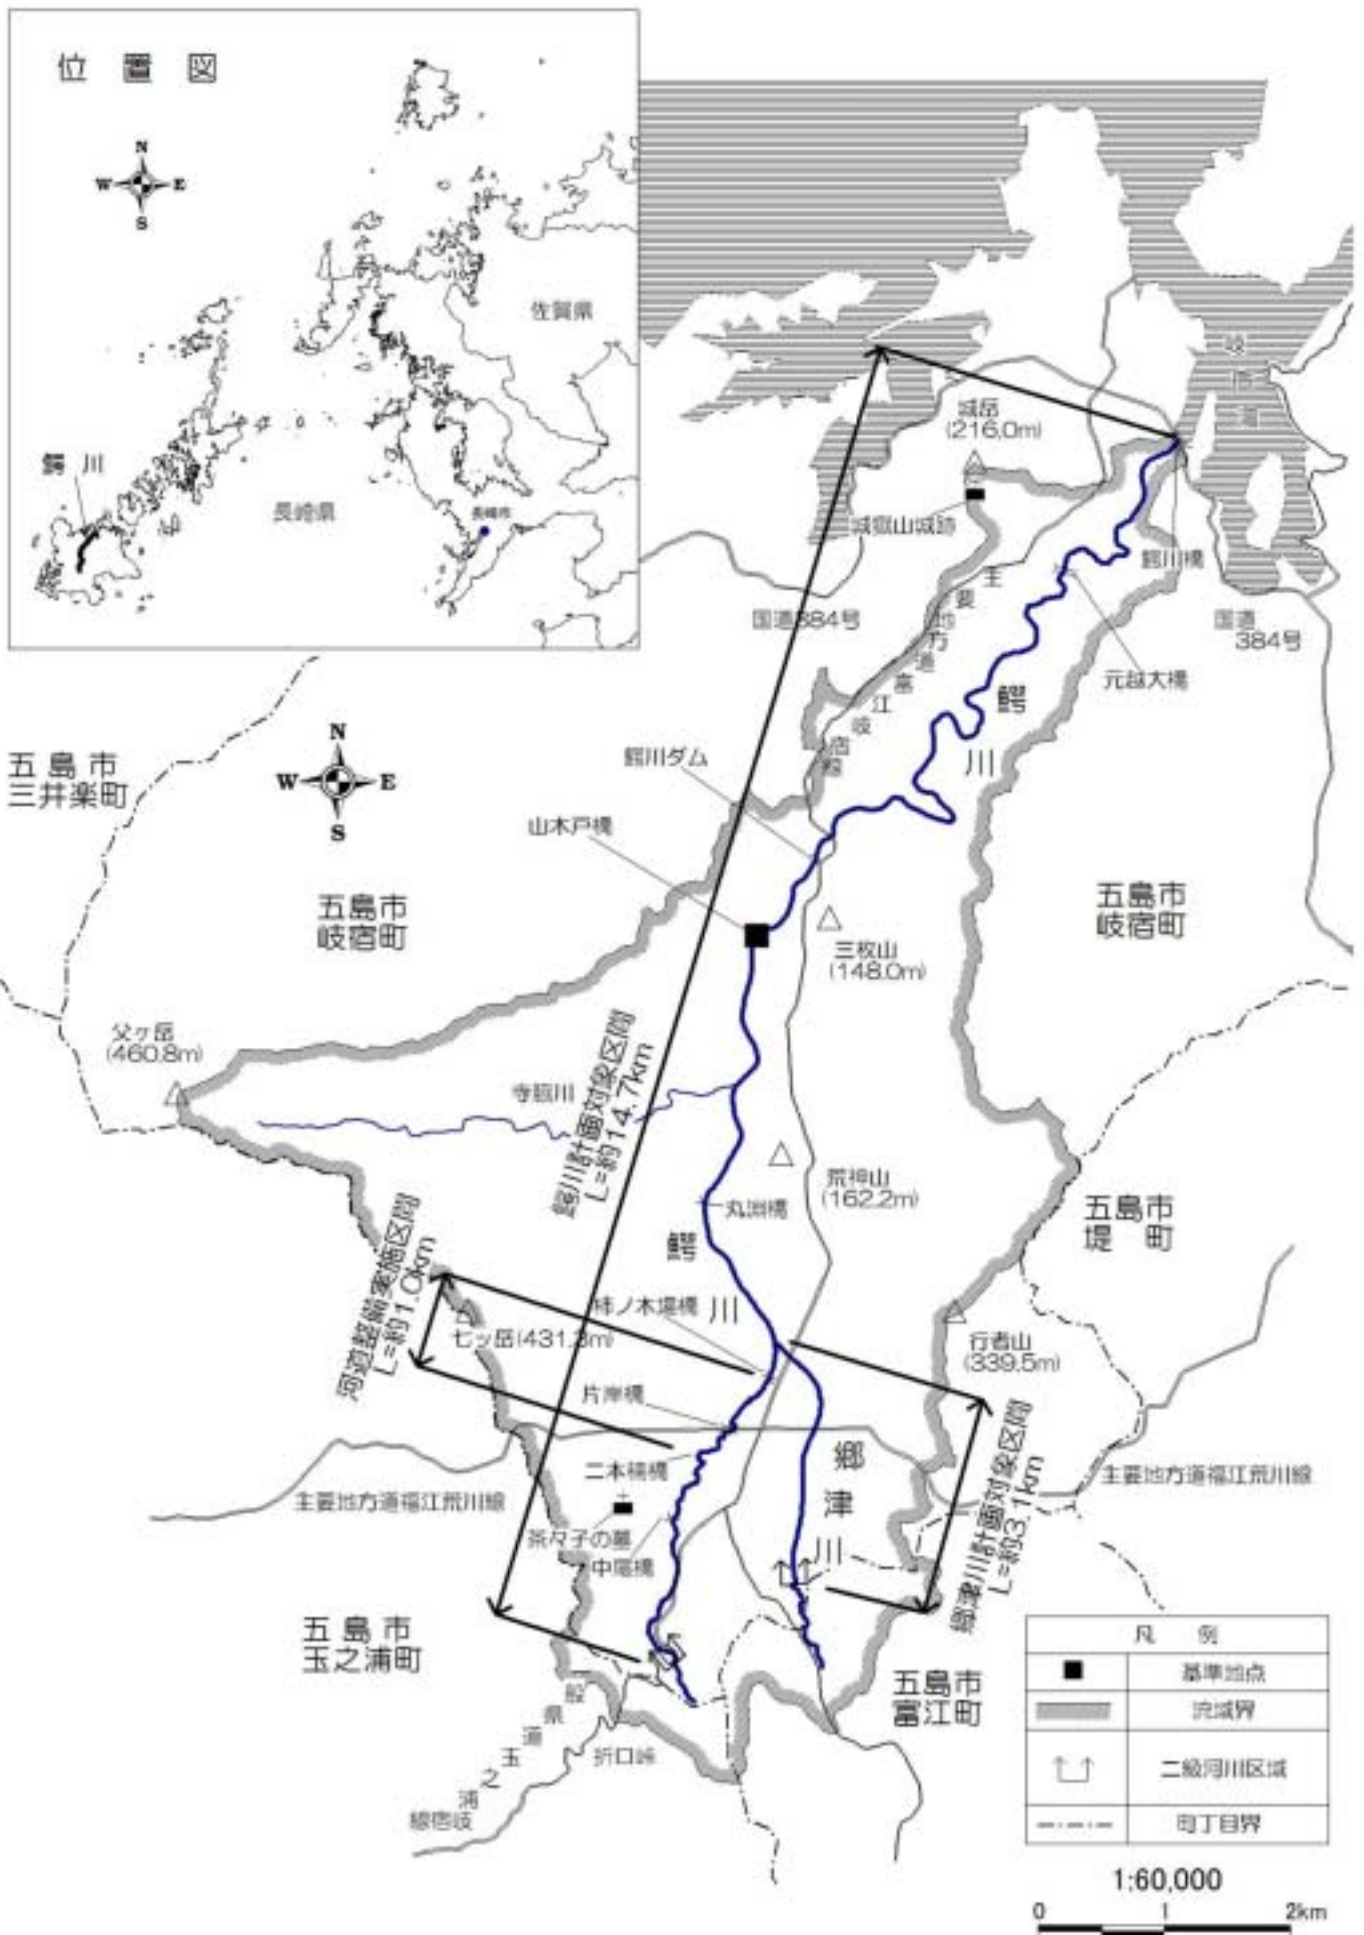 位置図
N
W E
S
佐賀県
鰐川
長崎県
長崎市
岐宿湾
城岳
(216.0m)
城嶽山城跡
鰐川橋
国道384号
国道
384号
主要地方道富江岐宿線
元越大橋
鰐川
鰐川ダム
山木戸橋
N
W E
S
五島市
三井楽町
五島市
岐宿町
五島市
岐宿町
三枚山
(148.0m)
父ヶ岳
(460.8m)
寺脇川
鰐川計画対象区間
L=約14.7km
荒神山
(162.2m)
丸淵橋
五島市
堤町
鰐川
河道整備実施区間
L=約1.0km
柿ノ木場橋
七ッ岳(431.3m)
行者山
(339.5m)
片岸橋
二本楠橋
郷津川
主要地方道福江荒川線
主要地方道福江荒川線
茶々子の墓
中尾橋
郷津川計画対象区間
L=約3.1km
五島市
玉之浦町
五島市
富江町
一般県道玉之浦
岐宿線
折口峠
凡例
基準地点
流域界
二級河川区域
町丁目界
1:60,000
0 1 2km